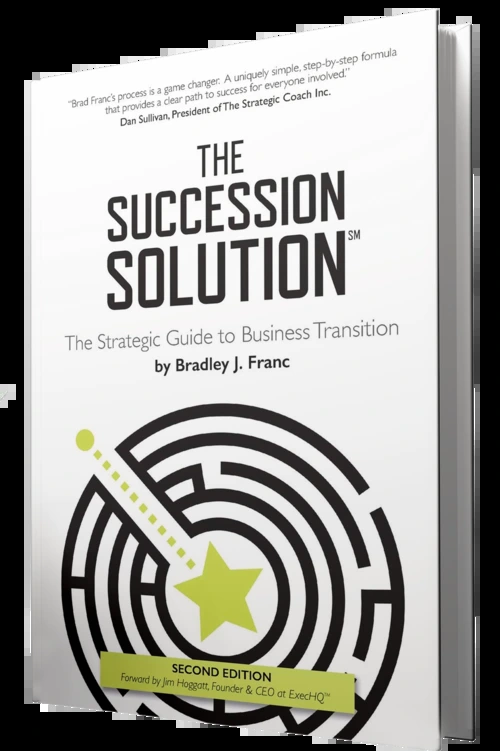 "Brad Franc's process is a game changer. A uniquely simple, step-by-step formula
that provides a clear path to success for everyone involved."
Dan Sullivan, President of The Strategic Coach Inc.
THE
SUCCESSION
SOLUTION℠
The Strategic Guide to Business Transition
by Bradley J. Franc
SECOND EDITION
Forward by Jim Hoggatt, Founder & CEO at ExecHQ™